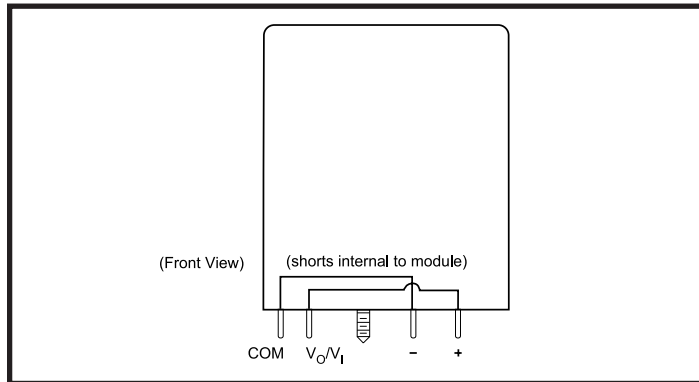 (Front View) (shorts internal to module)
COM V_O/V_I – +